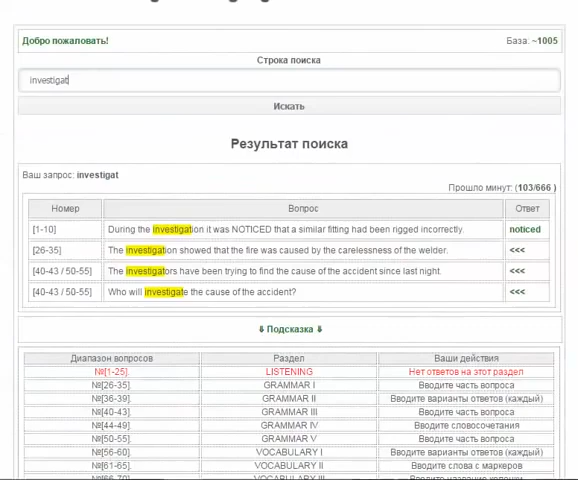 Добро пожаловать! База: ~1005
Строка поиска
investigat
Искать
Результат поиска
Ваш запрос: investigat
Прошло минут: (103/666 )
Номер Вопрос Ответ
[1-10] During the investigation it was NOTICED that a similar fitting had been rigged incorrectly. noticed
[26-35] The investigation showed that the fire was caused by the carelessness of the welder. <<<
[40-43 / 50-55] The investigators have been trying to find the cause of the accident since last night. <<<
[40-43 / 50-55] Who will investigate the cause of the accident? <<<
⇓ Подсказка ⇓
Диапазон вопросов Раздел Ваши действия
№[1-25]. LISTENING Нет ответов на этот раздел
№[26-35]. GRAMMAR I Вводите часть вопроса
№[36-39]. GRAMMAR II Вводите варианты ответов (каждый)
№[40-43]. GRAMMAR III Вводите часть вопроса
№[44-49]. GRAMMAR IV Вводите словосочетания
№[50-55]. GRAMMAR V Вводите часть вопроса
№[56-60]. VOCABULARY I Вводите варианты ответов (каждый)
№[61-65]. VOCABULARY II Вводите слова с маркеров